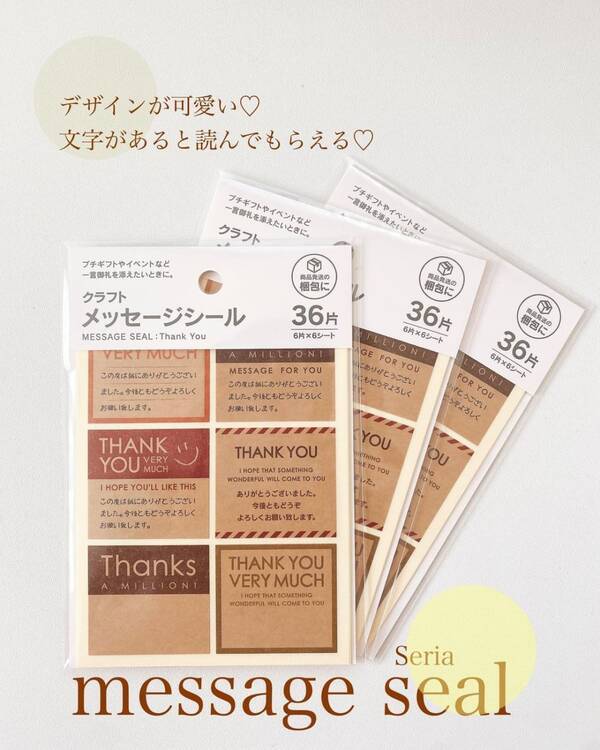 デザインが可愛い♡
文字があると読んでもらえる♡
プチギフトやイベントなど
一言御礼を添えたいときに。
クラフト
メッセージシール
MESSAGE SEAL:Thank You
商品発送の
梱包に
36片
6片×6シート
プチギフトやイベントなど
一言御礼を添えたいときに。
クラフト
商品発送の
梱包に
36片
6片×6シート
プチギフトやイベントなど
一言御礼を添えたいときに。
商品発送の
梱包に
36片
6片×6シート
VERY MUCH
この度は誠にありがとうござい
ました。今後ともどうぞよろしく
お願い致します。
A MILLION!
MESSAGE FOR YOU
この度は誠にありがとうござい
ました。今後ともどうぞよろしく
お願い致します。
THANK
YOU VERY MUCH
I HOPE YOU'LL LIKE THIS
この度は誠にありがとうござい
ました。今後ともどうぞよろしく
お願い致します。
THANK YOU
I HOPE THAT SOMETHING
WONDERFUL WILL COME TO YOU
ありがとうございました。
今後ともどうぞ
よろしくお願い致します。
Thanks
A MILLION!
THANK YOU
VERY MUCH
I HOPE THAT SOMETHING
WONDERFUL WILL COME TO YOU
Seria
message seal